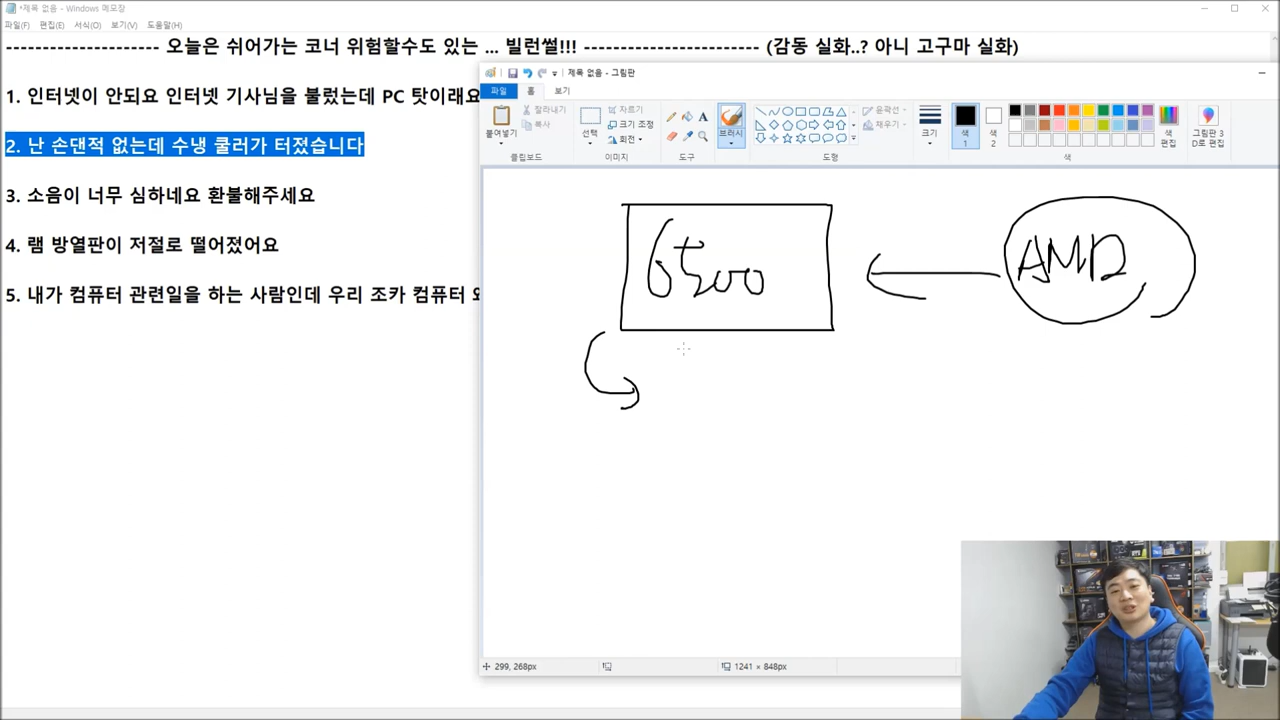 *제목 없음 - Windows 메모장
파일(F) 편집(E) 서식(O) 보기(V) 도움말(H)
--------------------- 오늘은 쉬어가는 코너 위험할수도 있는 ... 빌런썰!!! ------------------------ (감동 실화..? 아니 고구마 실화)
1. 인터넷이 안되요 인터넷 기사님을 불렀는데 PC 탓이래요
2. 난 손댄적 없는데 수냉 쿨러가 터졌습니다
3. 소음이 너무 심하네요 환불해주세요
4. 램 방열판이 저절로 떨어졌어요
5. 내가 컴퓨터 관련일을 하는 사람인데 우리 조카 컴퓨터
제목 없음 - 그림판
파일 홈 보기
붙여넣기
잘라내기
복사
클립보드
선택
자르기
크기 조정
회전
이미지
도구
브러시
윤곽선
채우기
도형
크기
색 1
색 2
색 편집
색
그림판 3D로 편집
6500
AMD
299, 268px
1241 × 848px